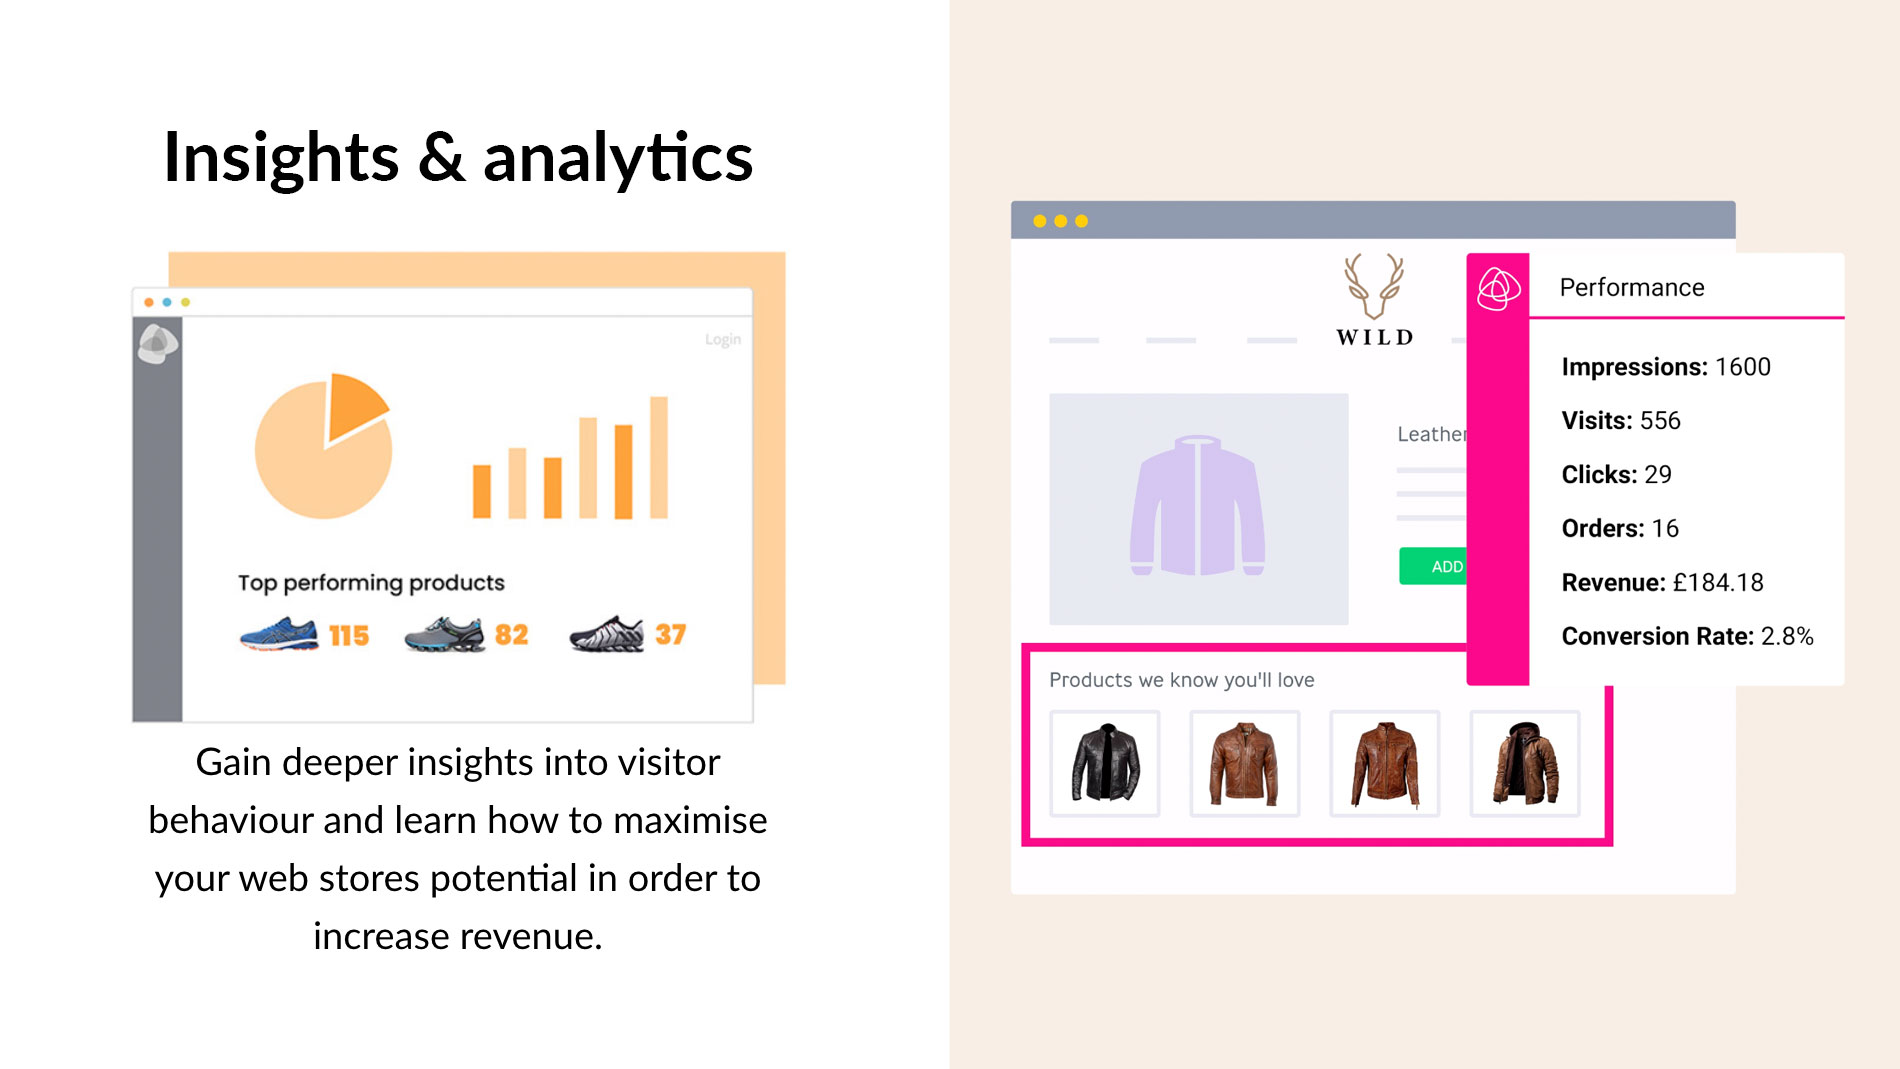 Insights & analytics
Login
Top performing products
115
82
37
Gain deeper insights into visitor
behaviour and learn how to maximise
your web stores potential in order to
increase revenue.
WILD
Leather
ADD
Products we know you'll love
Performance
Impressions: 1600
Visits: 556
Clicks: 29
Orders: 16
Revenue: £184.18
Conversion Rate: 2.8%